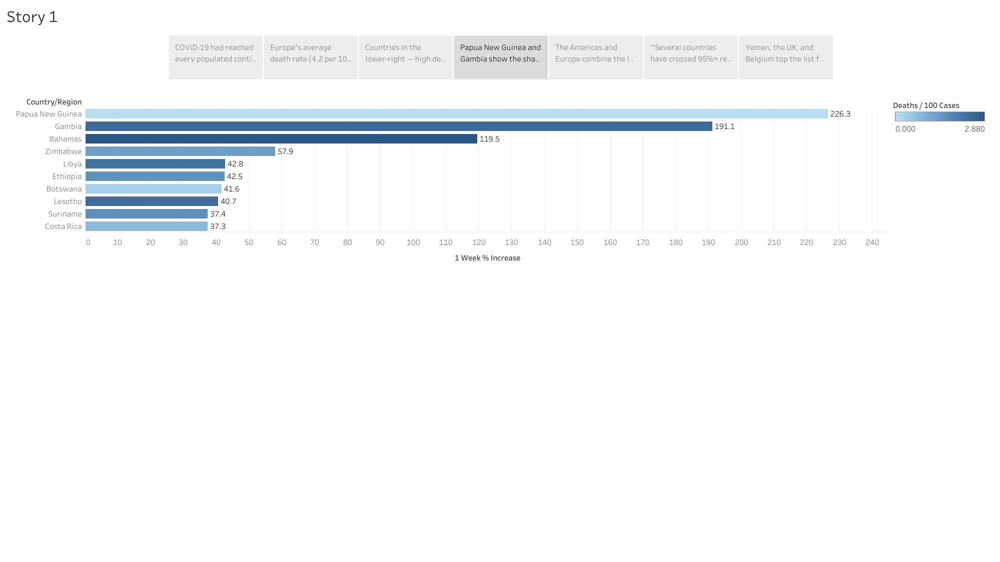 Story 1
COVID-19 had reached
every populated conti..
Europe's average
death rate (4.2 per 10..
Countries in the
lower-right — high de..
Papua New Guinea and
Gambia show the sha..
The Americas and
Europe combine the l..
"Several countries
have crossed 95%+ re..
Yemen, the UK, and
Belgium top the list f..
Country/Region
Papua New Guinea 226.3
Gambia 191.1
Bahamas 119.5
Zimbabwe 57.9
Libya 42.8
Ethiopia 42.5
Botswana 41.6
Lesotho 40.7
Suriname 37.4
Costa Rica 37.3
0 10 20 30 40 50 60 70 80 90 100 110 120 130 140 150 160 170 180 190 200 210 220 230 240
1 Week % Increase
Deaths / 100 Cases
0.000 2.880